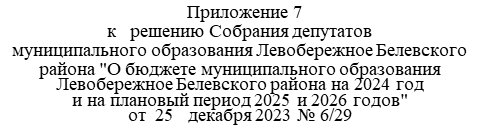 Приложение 7
к решению Собрания депутатов
муниципального образования Левобережное Белевского
района "О бюджете муниципального образования
Левобережное Белевского района на 2024 год
и на плановый период 2025 и 2026 годов"
от 25 декабря 2023 № 6/29